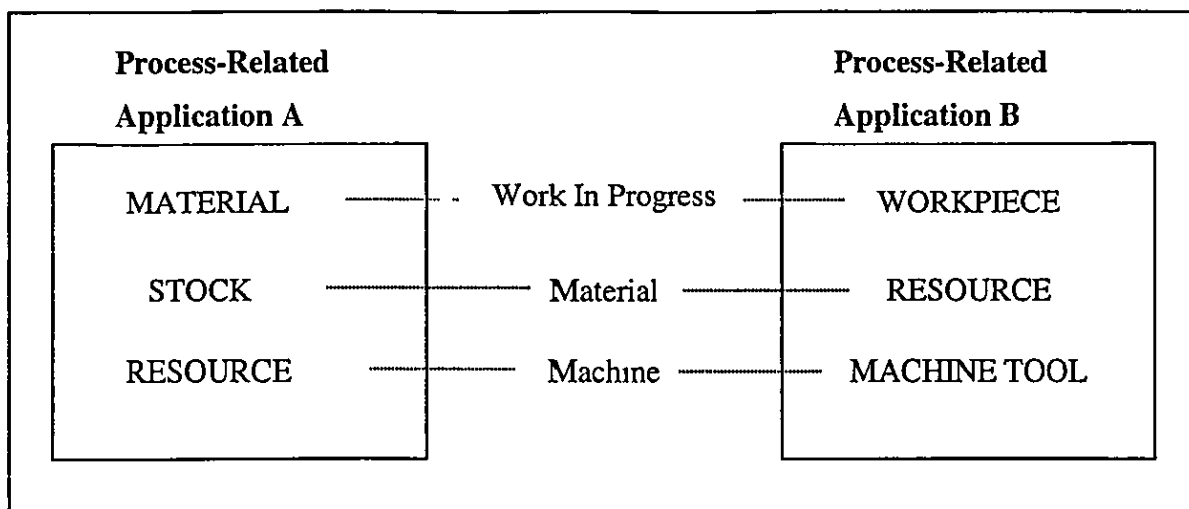 Process-Related Process-Related
Application A Application B
MATERIAL Work In Progress WORKPIECE
STOCK Material RESOURCE
RESOURCE Machine MACHINE TOOL